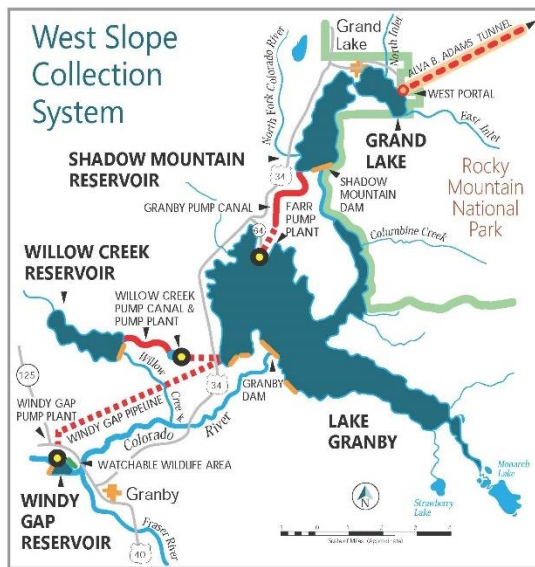 West Slope
Collection
System
Grand
Lake
North Inlet
ALVA B. ADAMS TUNNEL
WEST PORTAL
East Inlet
GRAND
LAKE
North Fork Colorado River
SHADOW MOUNTAIN
RESERVOIR
34
SHADOW
MOUNTAIN
DAM
Rocky
Mountain
National
Park
GRANBY PUMP CANAL
FARR
PUMP
PLANT
64
Columbine Creek
WILLOW CREEK
RESERVOIR
WILLOW CREEK
PUMP CANAL &
PUMP PLANT
Willow
Creek
125
WINDY GAP
PUMP PLANT
WINDY GAP PIPELINE
34
GRANBY
DAM
Colorado
River
LAKE
GRANBY
WATCHABLE WILDLIFE AREA
WINDY
GAP
RESERVOIR
Granby
Fraser River
40
Monarch
Lake
Strawberry
Lake
N
Scale of Miles (Approximate)